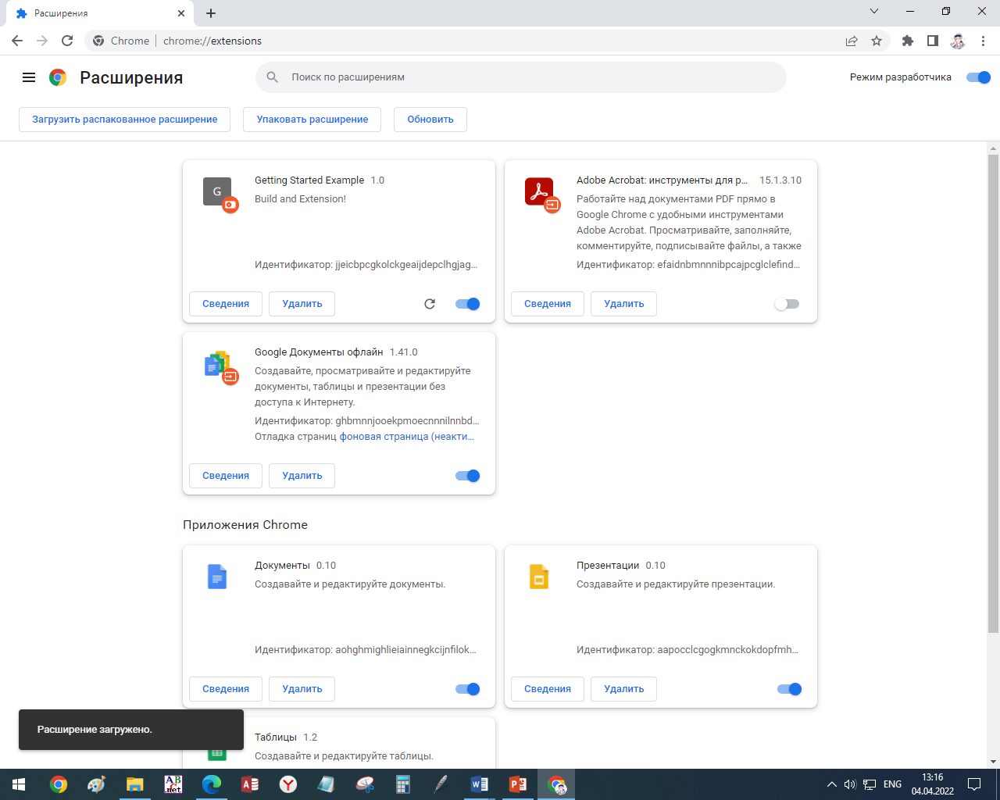 Расширения
Chrome chrome://extensions
Расширения
Поиск по расширениям
Режим разработчика
Загрузить распакованное расширение
Упаковать расширение
Обновить
G
Getting Started Example 1.0
Build and Extension!
Идентификатор: jjeicbpcgkolckgeaijdepclhgjag...
Сведения
Удалить
Adobe Acrobat: инструменты для р... 15.1.3.10
Работайте над документами PDF прямо в
Google Chrome с удобными инструментами
Adobe Acrobat. Просматривайте, заполняйте,
комментируйте, подписывайте файлы, а также
Идентификатор: efaidnbmnnnibpcajpcglclefind...
Сведения
Удалить
Google Документы офлайн 1.41.0
Создавайте, просматривайте и редактируйте
документы, таблицы и презентации без
доступа к Интернету.
Идентификатор: ghbmnnjooekpmoecnnnilnnbd...
Отладка страниц фоновая страница (неакти...
Сведения
Удалить
Приложения Chrome
Документы 0.10
Создавайте и редактируйте документы.
Идентификатор: aohghmighlieiainnegkcijnfilok...
Сведения
Удалить
Презентации 0.10
Создавайте и редактируйте презентации.
Идентификатор: aapocclcgogkmnckokdopfmh...
Сведения
Удалить
Таблицы 1.2
Создавайте и редактируйте таблицы.
Расширение загружено.
ABC
.net
ENG
13:16
04.04.2022